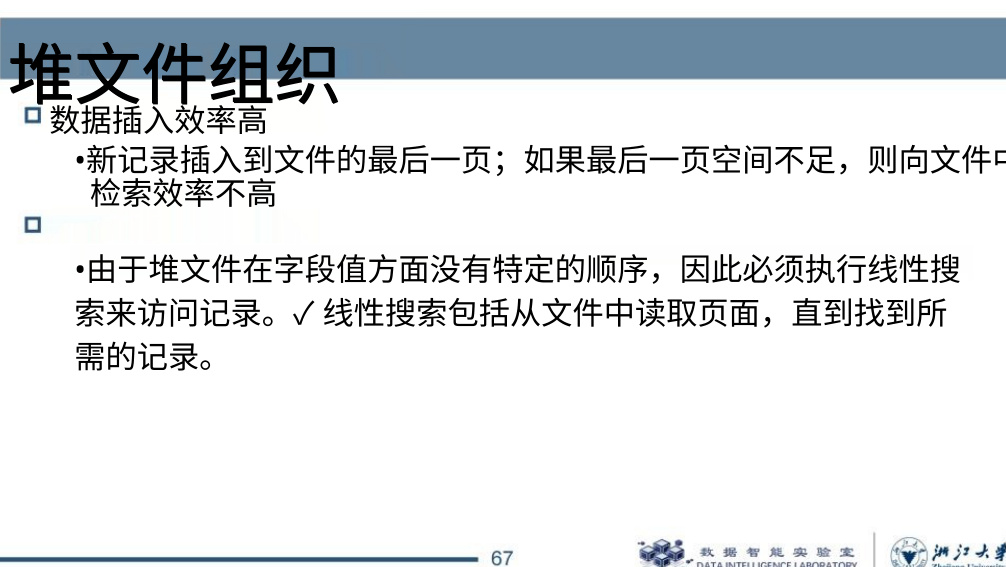 堆文件组织
数据插入效率高
•新记录插入到文件的最后一页；如果最后一页空间不足，则向文件中
检索效率不高
•由于堆文件在字段值方面没有特定的顺序，因此必须执行线性搜
索来访问记录。✓ 线性搜索包括从文件中读取页面，直到找到所
需的记录。
67
数据智能实验室
DATA INTELLIGENCE LABORATORY
浙江大学
Zhejiang University